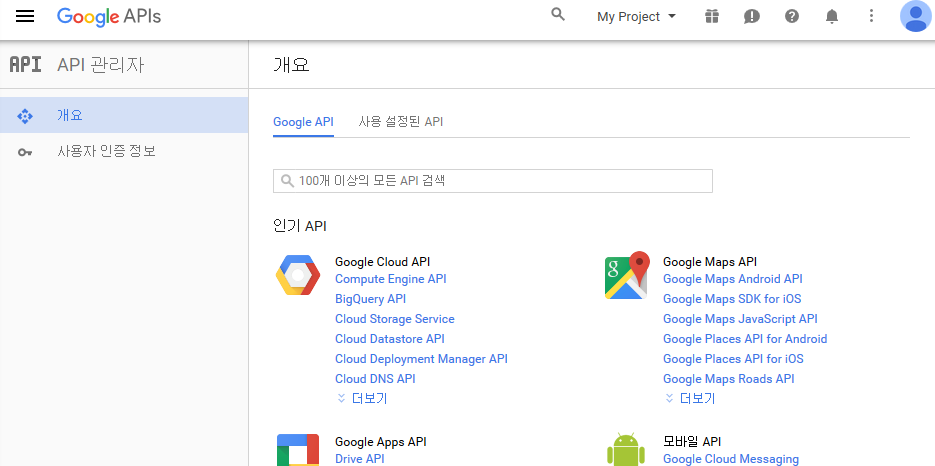 Google APIs
My Project
API API 관리자
개요
개요
사용자 인증 정보
Google API 사용 설정된 API
100개 이상의 모든 API 검색
인기 API
Google Cloud API
Compute Engine API
BigQuery API
Cloud Storage Service
Cloud Datastore API
Cloud Deployment Manager API
Cloud DNS API
더보기
g
Google Maps API
Google Maps Android API
Google Maps SDK for iOS
Google Maps JavaScript API
Google Places API for Android
Google Places API for iOS
Google Maps Roads API
더보기
Google Apps API
Drive API
모바일 API
Google Cloud Messaging